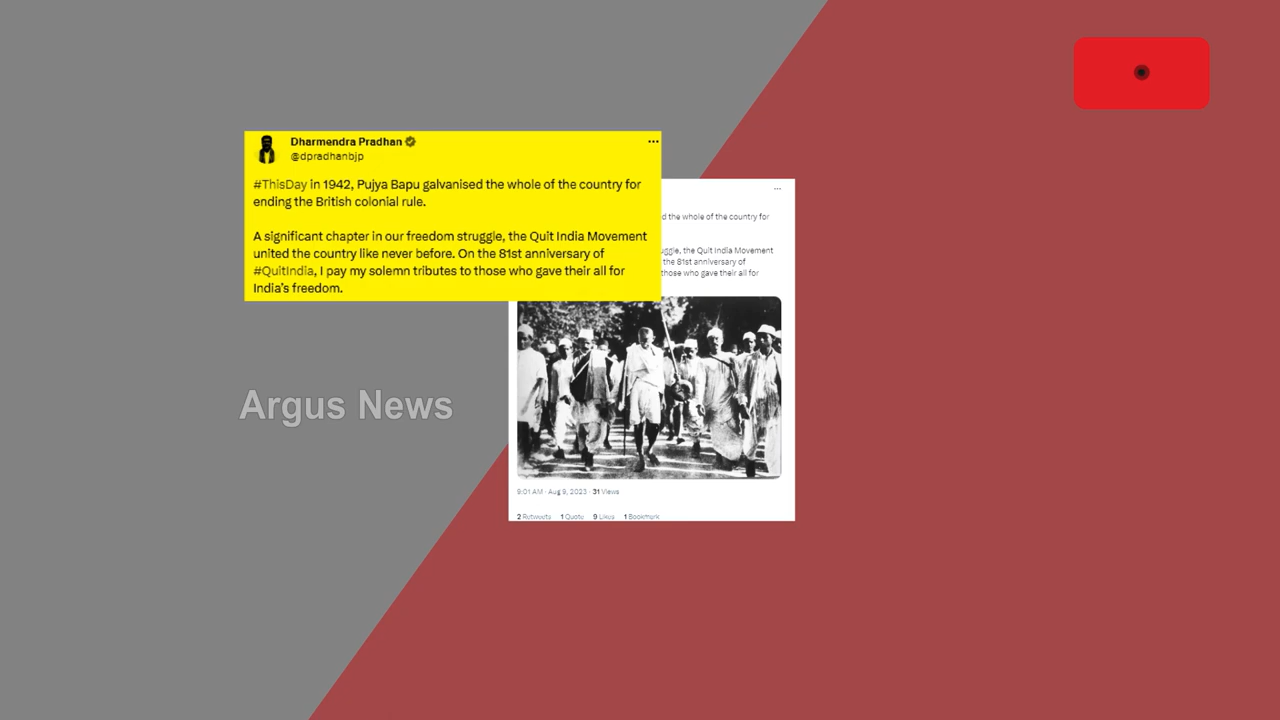 Dharmendra Pradhan
@dpradhanbjp
#ThisDay in 1942, Pujya Bapu galvanised the whole of the country for
ending the British colonial rule.
A significant chapter in our freedom struggle, the Quit India Movement
united the country like never before. On the 81st anniversary of
#QuitIndia, I pay my solemn tributes to those who gave their all for
India's freedom.
the whole of the country for
the Quit India Movement
the 81st anniversary of
those who gave their all for
Argus News
9:01 AM · Aug 9, 2023 · 31 Views
2 Retweets 1 Quote 9 Likes 1 Bookmark